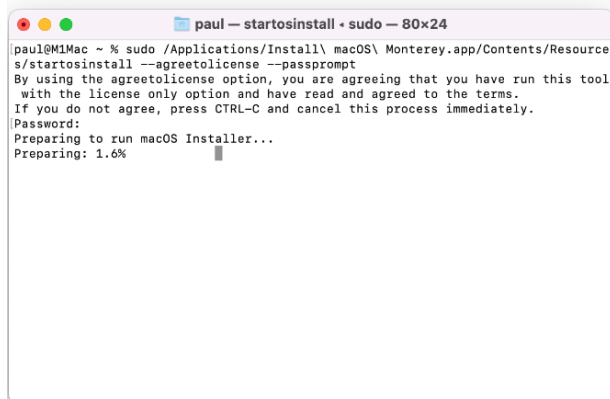 paul — startosinstall ◂ sudo — 80×24
[paul@M1Mac ~ % sudo /Applications/Install\ macOS\ Monterey.app/Contents/Resource
s/startosinstall --agreetolicense --passprompt
By using the agreetolicense option, you are agreeing that you have run this tool
with the license only option and have read and agreed to the terms.
If you do not agree, press CTRL-C and cancel this process immediately.
[Password:
Preparing to run macOS Installer...
Preparing: 1.6%